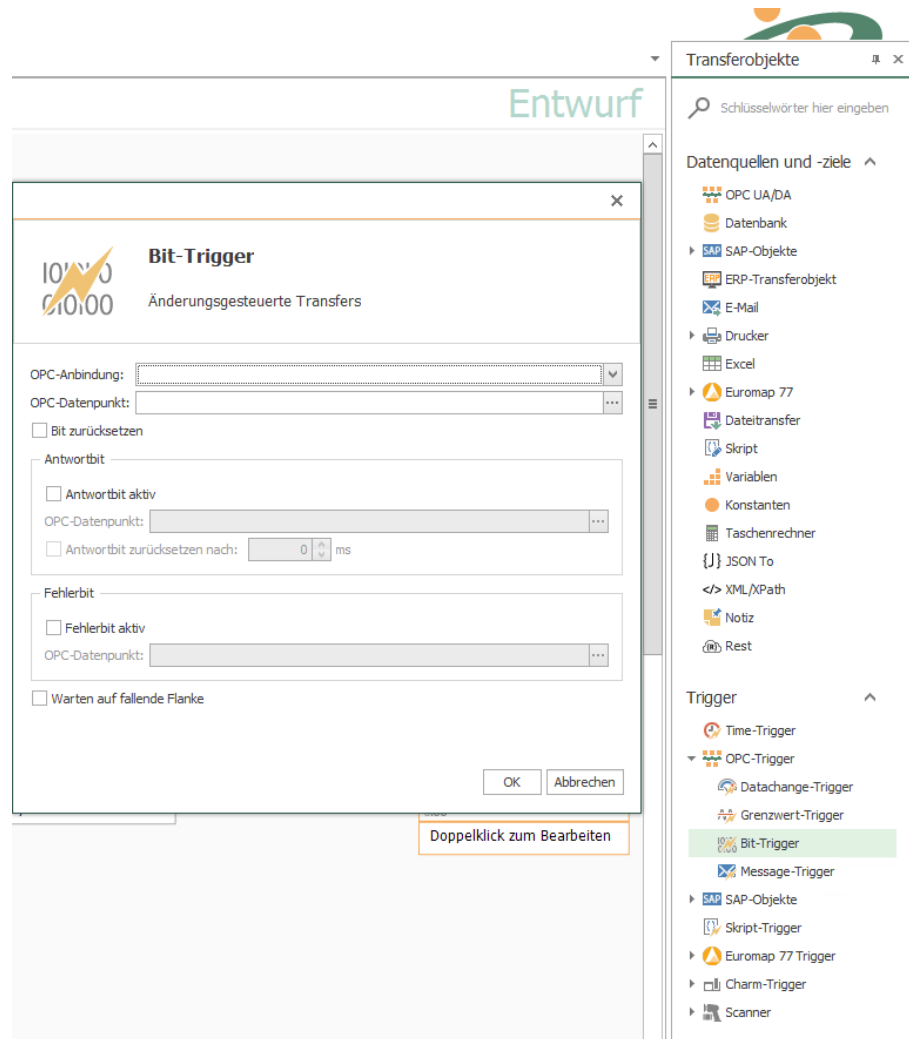 Transferobjekte
Entwurf
Schlüsselwörter hier eingeben
Datenquellen und -ziele
OPC UA/DA
Datenbank
SAP SAP-Objekte
ERP ERP-Transferobjekt
E-Mail
Drucker
Excel
Euromap 77
Dateitransfer
Skript
Variablen
Konstanten
Taschenrechner
{J} JSON To
</> XML/XPath
Notiz
Rest
Trigger
Time-Trigger
OPC-Trigger
Datachange-Trigger
Grenzwert-Trigger
Bit-Trigger
Message-Trigger
SAP SAP-Objekte
Skript-Trigger
Euromap 77 Trigger
Charm-Trigger
Scanner
Bit-Trigger
Änderungsgesteuerte Transfers
OPC-Anbindung:
OPC-Datenpunkt:
Bit zurücksetzen
Antwortbit
Antwortbit aktiv
OPC-Datenpunkt:
Antwortbit zurücksetzen nach: 0 ms
Fehlerbit
Fehlerbit aktiv
OPC-Datenpunkt:
Warten auf fallende Flanke
OK Abbrechen
Doppelklick zum Bearbeiten